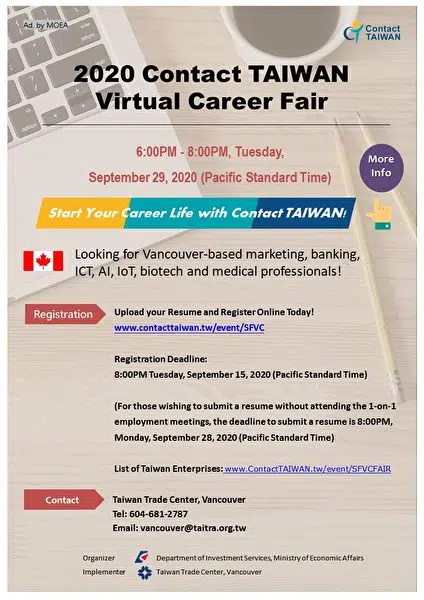 Ad. by MOEA
Contact
TAIWAN
2020 Contact TAIWAN
Virtual Career Fair
6:00PM - 8:00PM, Tuesday,
September 29, 2020 (Pacific Standard Time)
More
Info
Start Your Career Life with Contact TAIWAN!
Looking for Vancouver-based marketing, banking,
ICT, AI, IoT, biotech and medical professionals!
Registration
Upload your Resume and Register Online Today!
www.contacttaiwan.tw/event/SFVC
Registration Deadline:
8:00PM Tuesday, September 15, 2020 (Pacific Standard Time)
(For those wishing to submit a resume without attending the 1-on-1
employment meetings, the deadline to submit a resume is 8:00PM,
Monday, September 28, 2020 (Pacific Standard Time)
List of Taiwan Enterprises: www.ContactTAIWAN.tw/event/SFVCFAIR
Contact
Taiwan Trade Center, Vancouver
Tel: 604-681-2787
Email: vancouver@taitra.org.tw
Organizer Department of Investment Services, Ministry of Economic Affairs
Implementer Taiwan Trade Center, Vancouver